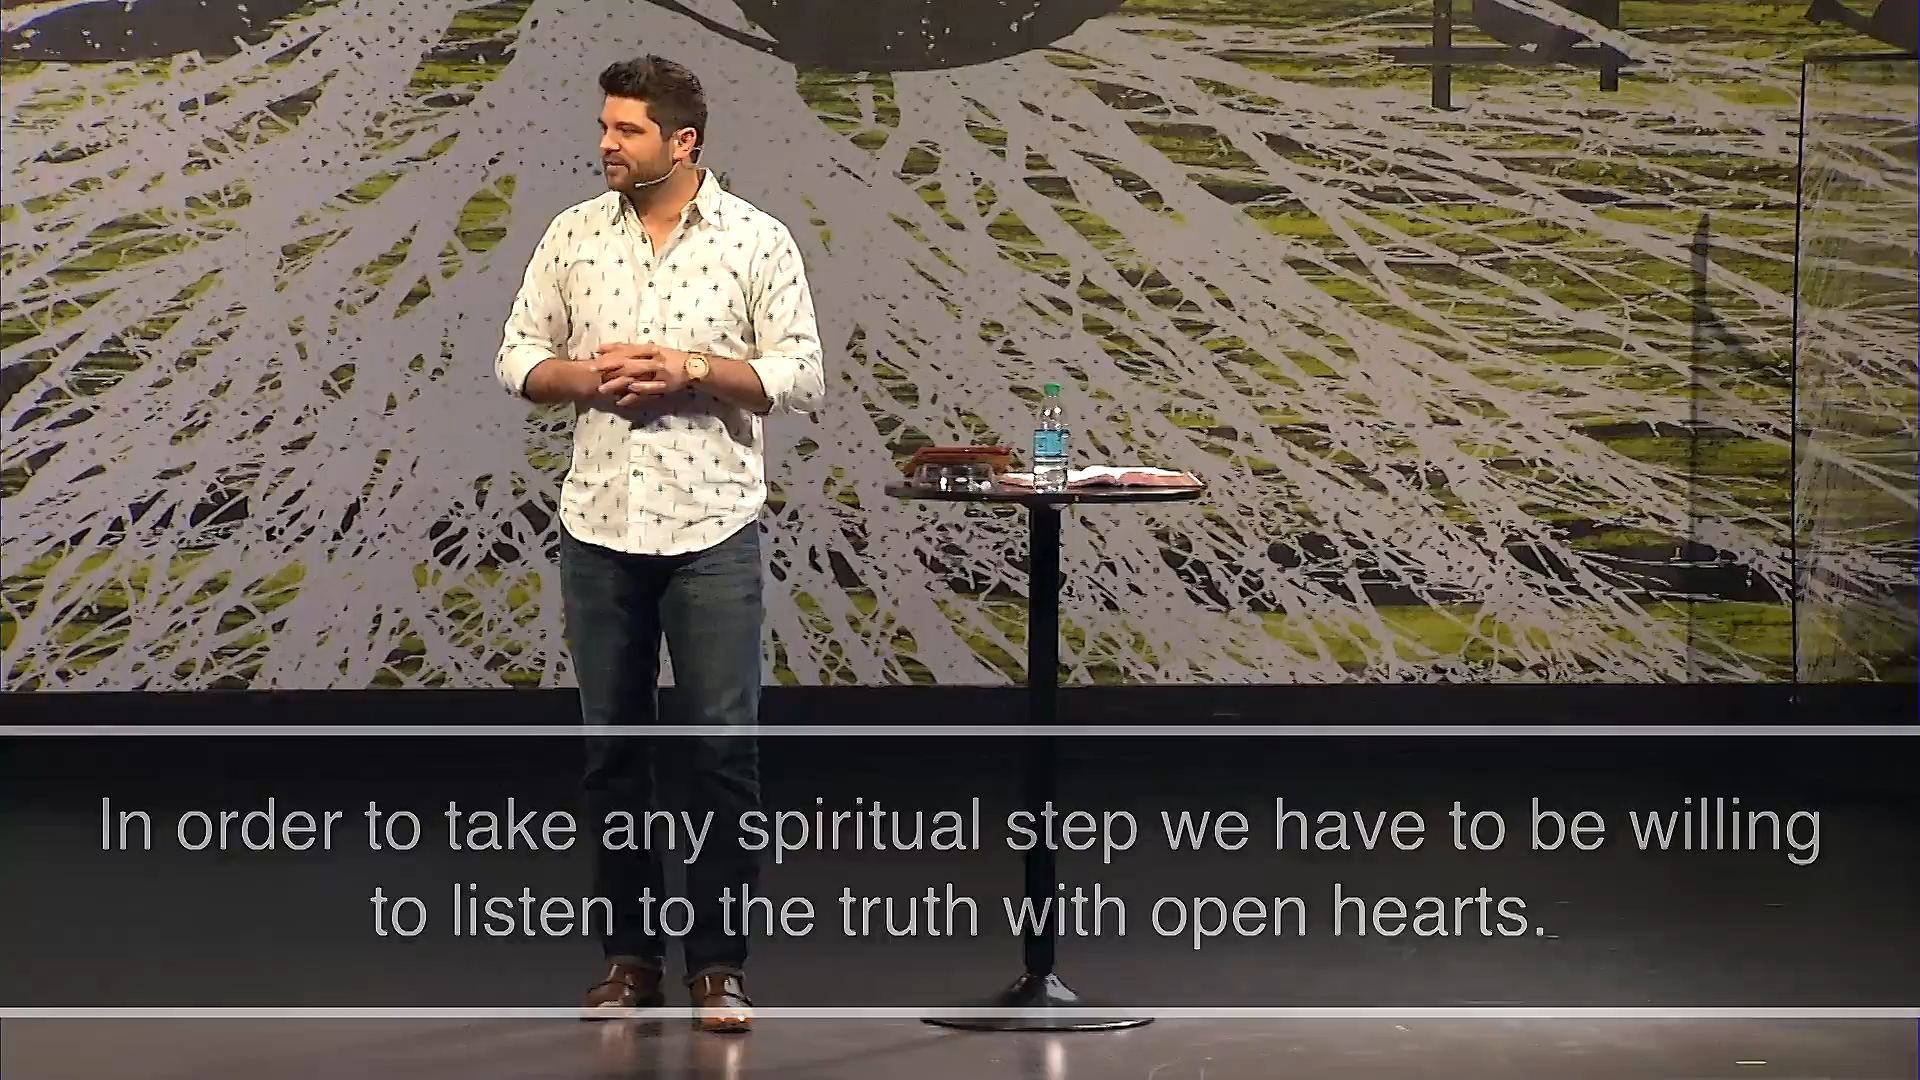 In order to take any spiritual step we have to be willing
to listen to the truth with open hearts.